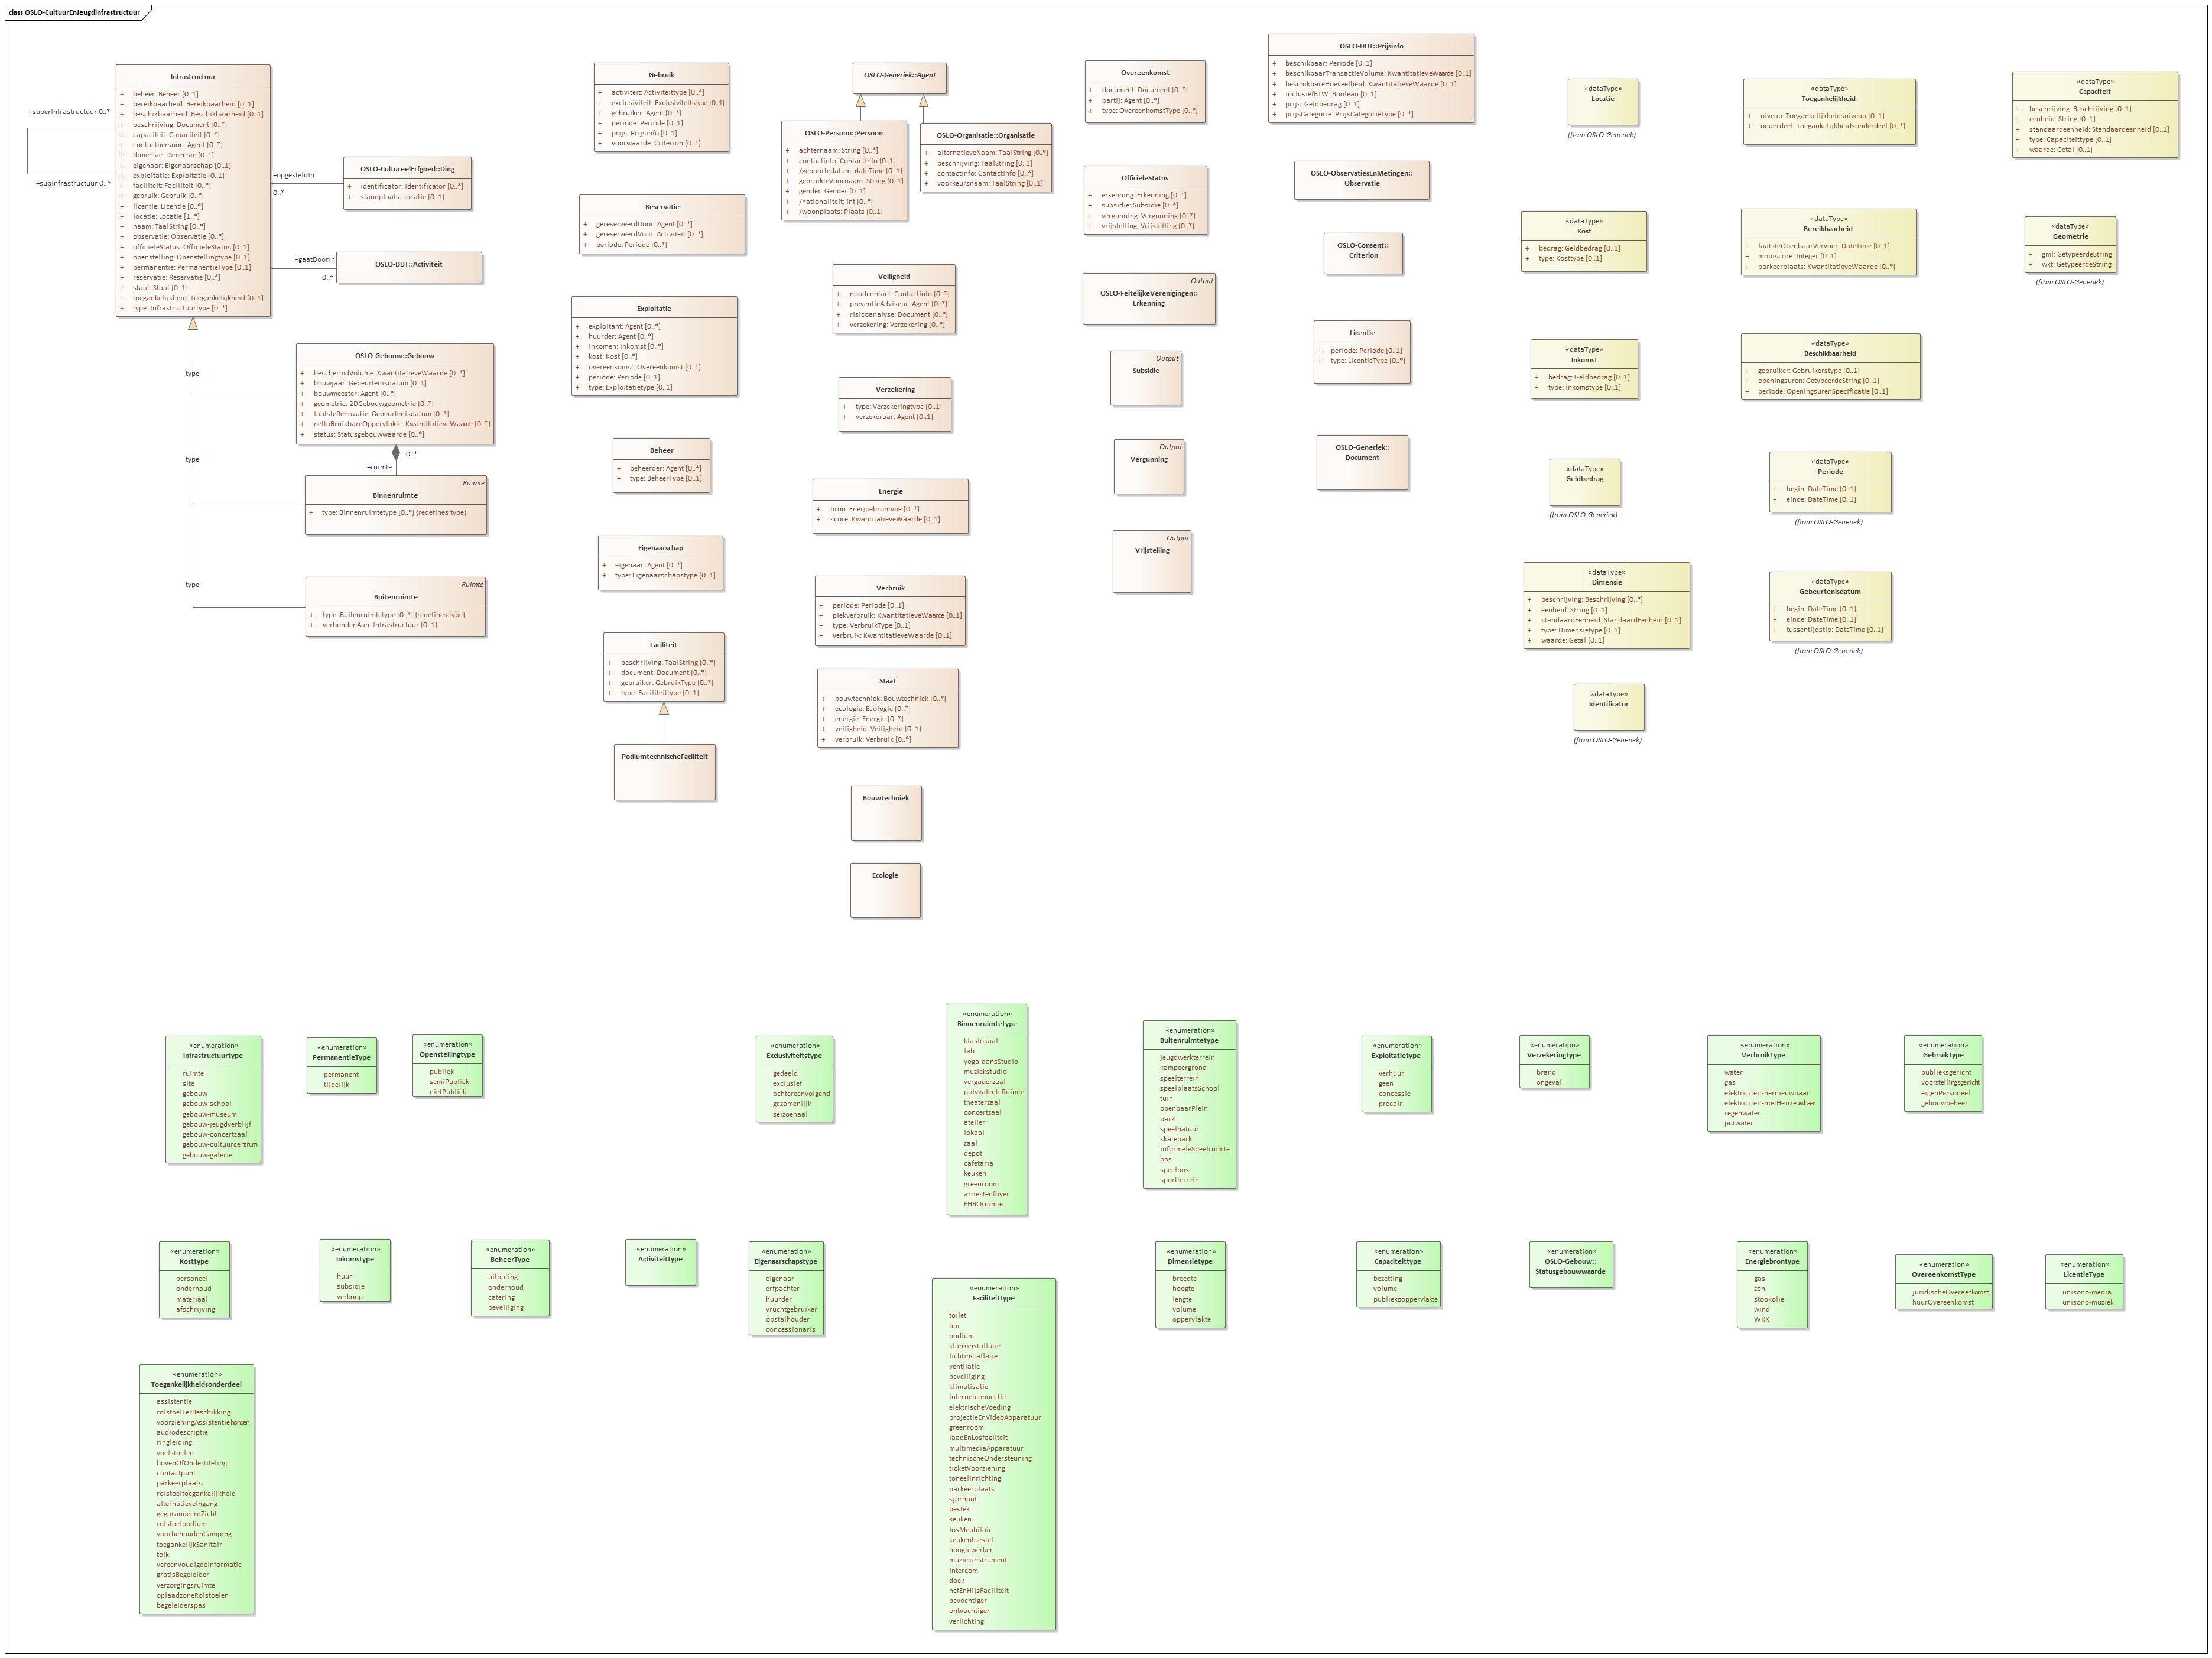 class OSLO-CultuurEnJeugdinfrastructuur
Infrastructuur
+ beheer: Beheer [0..1]
+ bereikbaarheid: Bereikbaarheid [0..1]
+ beschikbaarheid: Beschikbaarheid [0..1]
+ beschrijving: Document [0..*]
+ capaciteit: Capaciteit [0..*]
+ contactpersoon: Agent [0..*]
+ dimensie: Dimensie [0..*]
+ eigenaar: Eigenaarschap [0..*]
+ exploitatie: Exploitatie [0..1]
+ faciliteit: Faciliteit [0..*]
+ gebruik: Gebruik [0..*]
+ licentie: Licentie [0..*]
+ locatie: Locatie [1..*]
+ naam: TaalString [0..*]
+ observatie: Observatie [0..*]
+ officieleStatus: OfficieleStatus [0..1]
+ openstelling: Openstellingtype [0..1]
+ permanentie: PermanentieType [0..1]
+ reservatie: Reservatie [0..*]
+ staat: Staat [0..1]
+ toegankelijkheid: Toegankelijkheid [0..1]
+ type: Infrastructuurtype [0..*]
+superInfrastructuur 0..*
+subInfrastructuur 0..*
+opgesteldIn
0..*
OSLO-CultureelErfgoed::Ding
+ identificator: Identificator [0..*]
+ standplaats: Locatie [0..1]
+gaatDoorIn
0..*
OSLO-DDT::Activiteit
type
type
type
OSLO-Gebouw::Gebouw
+ beschermdVolume: KwantitatieveWaarde [0..*]
+ bouwjaar: Gebeurtenisdatum [0..1]
+ bouwmeester: Agent [0..*]
+ geometrie: 2DGebouwgeometrie [0..*]
+ laatsteRenovatie: Gebeurtenisdatum [0..*]
+ nettoBruikbareOppervlakte: KwantitatieveWaarde [0..*]
+ status: Statusgebouwwaarde [0..*]
0..*
+ruimte
Ruimte
Binnenruimte
+ type: Binnenruimtetype [0..*] {redefines type}
Ruimte
Buitenruimte
+ type: Buitenruimtetype [0..*] {redefines type}
+ verbondenAan: Infrastructuur [0..1]
Gebruik
+ activiteit: Activiteittype [0..*]
+ exclusiviteit: Exclusiviteitstype [0..1]
+ gebruiker: Agent [0..*]
+ periode: Periode [0..1]
+ prijs: Prijsinfo [0..1]
+ voorwaarde: Criterion [0..*]
Reservatie
+ gereserveerdDoor: Agent [0..*]
+ gereserveerdVoor: Activiteit [0..*]
+ periode: Periode [0..*]
Exploitatie
+ exploitant: Agent [0..*]
+ huurder: Agent [0..*]
+ inkomen: Inkomst [0..*]
+ kost: Kost [0..*]
+ overeenkomst: Overeenkomst [0..*]
+ periode: Periode [0..1]
+ type: Exploitatietype [0..1]
Beheer
+ beheerder: Agent [0..*]
+ type: BeheerType [0..1]
Eigenaarschap
+ eigenaar: Agent [0..*]
+ type: Eigenaarschapstype [0..1]
Faciliteit
+ beschrijving: TaalString [0..*]
+ document: Document [0..*]
+ gebruiker: GebruikType [0..*]
+ type: Faciliteittype [0..1]
PodiumtechnischeFaciliteit
OSLO-Generiek::Agent
OSLO-Persoon::Persoon
+ achternaam: String [0..*]
+ contactinfo: ContactInfo [0..1]
+ /geboortedatum: dateTime [0..1]
+ gebruikteVoornaam: String [0..1]
+ gender: Gender [0..1]
+ /nationaliteit: int [0..*]
+ /woonplaats: Plaats [0..1]
OSLO-Organisatie::Organisatie
+ alternatieveNaam: TaalString [0..*]
+ beschrijving: TaalString [0..1]
+ contactinfo: ContactInfo [0..1]
+ voorkeursnaam: TaalString [0..1]
Veiligheid
+ noodcontact: Contactinfo [0..*]
+ preventieAdviseur: Agent [0..*]
+ risicoanalyse: Document [0..*]
+ verzekering: Verzekering [0..*]
Verzekering
+ type: Verzekeringtype [0..1]
+ verzekeraar: Agent [0..1]
Energie
+ bron: Energiebrontype [0..*]
+ score: KwantitatieveWaarde [0..1]
Verbruik
+ periode: Periode [0..1]
+ piekverbruik: KwantitatieveWaarde [0..1]
+ type: VerbruikType [0..1]
+ verbruik: KwantitatieveWaarde [0..1]
Staat
+ bouwtechniek: Bouwtechniek [0..*]
+ ecologie: Ecologie [0..*]
+ energie: Energie [0..*]
+ veiligheid: Veiligheid [0..1]
+ verbruik: Verbruik [0..*]
Bouwtechniek
Ecologie
Overeenkomst
+ document: Document [0..*]
+ partij: Agent [0..*]
+ type: OvereenkomstType [0..*]
OfficieleStatus
+ erkenning: Erkenning [0..*]
+ subsidie: Subsidie [0..*]
+ vergunning: Vergunning [0..*]
+ vrijstelling: Vrijstelling [0..*]
Output
OSLO-FeitelijkeVerenigingen::
Erkenning
Output
Subsidie
Output
Vergunning
Output
Vrijstelling
OSLO-DDT::Prijsinfo
+ beschikbaar: Periode [0..1]
+ beschikbaarTransactieVolume: KwantitatieveWaarde [0..1]
+ beschikbareHoeveelheid: KwantitatieveWaarde [0..1]
+ inclusiefBTW: Boolean [0..1]
+ prijs: Geldbedrag [0..1]
+ prijsCategorie: PrijsCategorieType [0..*]
OSLO-ObservatiesEnMetingen::
Observatie
OSLO-Consent::
Criterion
Licentie
+ periode: Periode [0..1]
+ type: LicentieType [0..*]
OSLO-Generiek::
Document
«dataType»
Locatie
(from OSLO-Generiek)
«dataType»
Kost
+ bedrag: Geldbedrag [0..1]
+ type: Kosttype [0..1]
«dataType»
Inkomst
+ bedrag: Geldbedrag [0..1]
+ type: Inkomstype [0..1]
«dataType»
Geldbedrag
(from OSLO-Generiek)
«dataType»
Dimensie
+ beschrijving: Beschrijving [0..*]
+ eenheid: String [0..1]
+ standaardEenheid: StandaardEenheid [0..1]
+ type: Dimensietype [0..1]
+ waarde: Getal [0..1]
«dataType»
Identificator
(from OSLO-Generiek)
«dataType»
Toegankelijkheid
+ niveau: Toegankelijkheidsniveau [0..1]
+ onderdeel: Toegankelijkheidsonderdeel [0..*]
«dataType»
Bereikbaarheid
+ laatsteOpenbaarVervoer: DateTime [0..1]
+ mobiscore: Integer [0..1]
+ parkeerplaats: KwantitatieveWaarde [0..*]
«dataType»
Beschikbaarheid
+ gebruiker: Gebruikerstype [0..1]
+ openingsuren: GetypeerdeString [0..1]
+ periode: OpeningsurenSpecificatie [0..1]
«dataType»
Periode
+ begin: DateTime [0..1]
+ einde: DateTime [0..1]
(from OSLO-Generiek)
«dataType»
Gebeurtenisdatum
+ begin: DateTime [0..1]
+ einde: DateTime [0..1]
+ tussentijdstip: DateTime [0..1]
(from OSLO-Generiek)
«dataType»
Capaciteit
+ beschrijving: Beschrijving [0..1]
+ eenheid: String [0..1]
+ standaardeenheid: Standaardeenheid [0..1]
+ type: Capaciteittype [0..1]
+ waarde: Getal [0..1]
«dataType»
Geometrie
+ gml: GetypeerdeString
+ wkt: GetypeerdeString
(from OSLO-Generiek)
«enumeration»
Infrastructuurtype
ruimte
site
gebouw
gebouw-school
gebouw-museum
gebouw-jeugdverblijf
gebouw-concertzaal
gebouw-cultuurcentrum
gebouw-galerie
«enumeration»
PermanentieType
permanent
tijdelijk
«enumeration»
Openstellingtype
publiek
semiPubliek
nietPubliek
«enumeration»
Exclusiviteitstype
gedeeld
exclusief
achtereenvolgend
gezamenlijk
seizoenaal
«enumeration»
Binnenruimtetype
klaslokaal
lab
yoga-dansStudio
muziekstudio
vergaderzaal
polyvalenteRuimte
theaterzaal
concertzaal
atelier
lokaal
zaal
depot
cafetaria
keuken
greenroom
artiestenfoyer
EHBOruimte
«enumeration»
Buitenruimtetype
jeugdwerkterrein
kampeergrond
speelterrein
speelplaatsSchool
tuin
openbaarPlein
park
speelnatuur
skatepark
informeleSpeelruimte
bos
speelbos
sportterrein
«enumeration»
Exploitatietype
verhuur
geen
concessie
precair
«enumeration»
Verzekeringtype
brand
ongeval
«enumeration»
VerbruikType
water
gas
elektriciteit-hernieuwbaar
elektriciteit-nietHernieuwbaar
regenwater
putwater
«enumeration»
GebruikType
publieksgericht
voorstellingsgericht
eigenPersoneel
gebouwbeheer
«enumeration»
Kosttype
personeel
onderhoud
materiaal
afschrijving
«enumeration»
Inkomstype
huur
subsidie
verkoop
«enumeration»
BeheerType
uitbating
onderhoud
catering
beveiliging
«enumeration»
Activiteittype
«enumeration»
Eigenaarschapstype
eigenaar
erfpachter
huurder
vruchtgebruiker
opstalhouder
concessionaris
«enumeration»
Faciliteittype
toilet
bar
podium
klankinstallatie
lichtinstallatie
ventilatie
beveiliging
klimatisatie
internetconnectie
elektrischeVoeding
projectieEnVideoApparatuur
greenroom
laadEnLosfacilteit
multimediaApparatuur
technischeOndersteuning
ticketVoorziening
toneelinrichting
parkeerplaats
sjorhout
bestek
keuken
losMeubilair
keukentoestel
hoogtewerker
muziekinstrument
intercom
doek
hefEnHijsFaciliteit
bevochtiger
ontvochtiger
verlichting
«enumeration»
Dimensietype
breedte
hoogte
lengte
volume
oppervlakte
«enumeration»
Capaciteittype
bezetting
volume
publieksoppervlakte
«enumeration»
OSLO-Gebouw::
Statusgebouwwaarde
«enumeration»
Energiebrontype
gas
zon
stookolie
wind
WKK
«enumeration»
OvereenkomstType
juridischeOvereenkomst
huurOvereenkomst
«enumeration»
LicentieType
unisono-media
unisono-muziek
«enumeration»
Toegankelijkheidsonderdeel
assistentie
rolstoelTerBeschikking
voorzieningAssistentiehonden
audiodescriptie
ringleiding
voelstoelen
bovenOfOndertiteling
contactpunt
parkeerplaats
rolstoeltoegankelijkheid
alternatieveIngang
gegarandeerdZicht
rolstoelpodium
voorbehoudenCamping
toegankelijkSanitair
tolk
vereenvoudigdeInformatie
gratisBegeleider
verzorgingsruimte
oplaadzoneRolstoelen
begeleiderspas